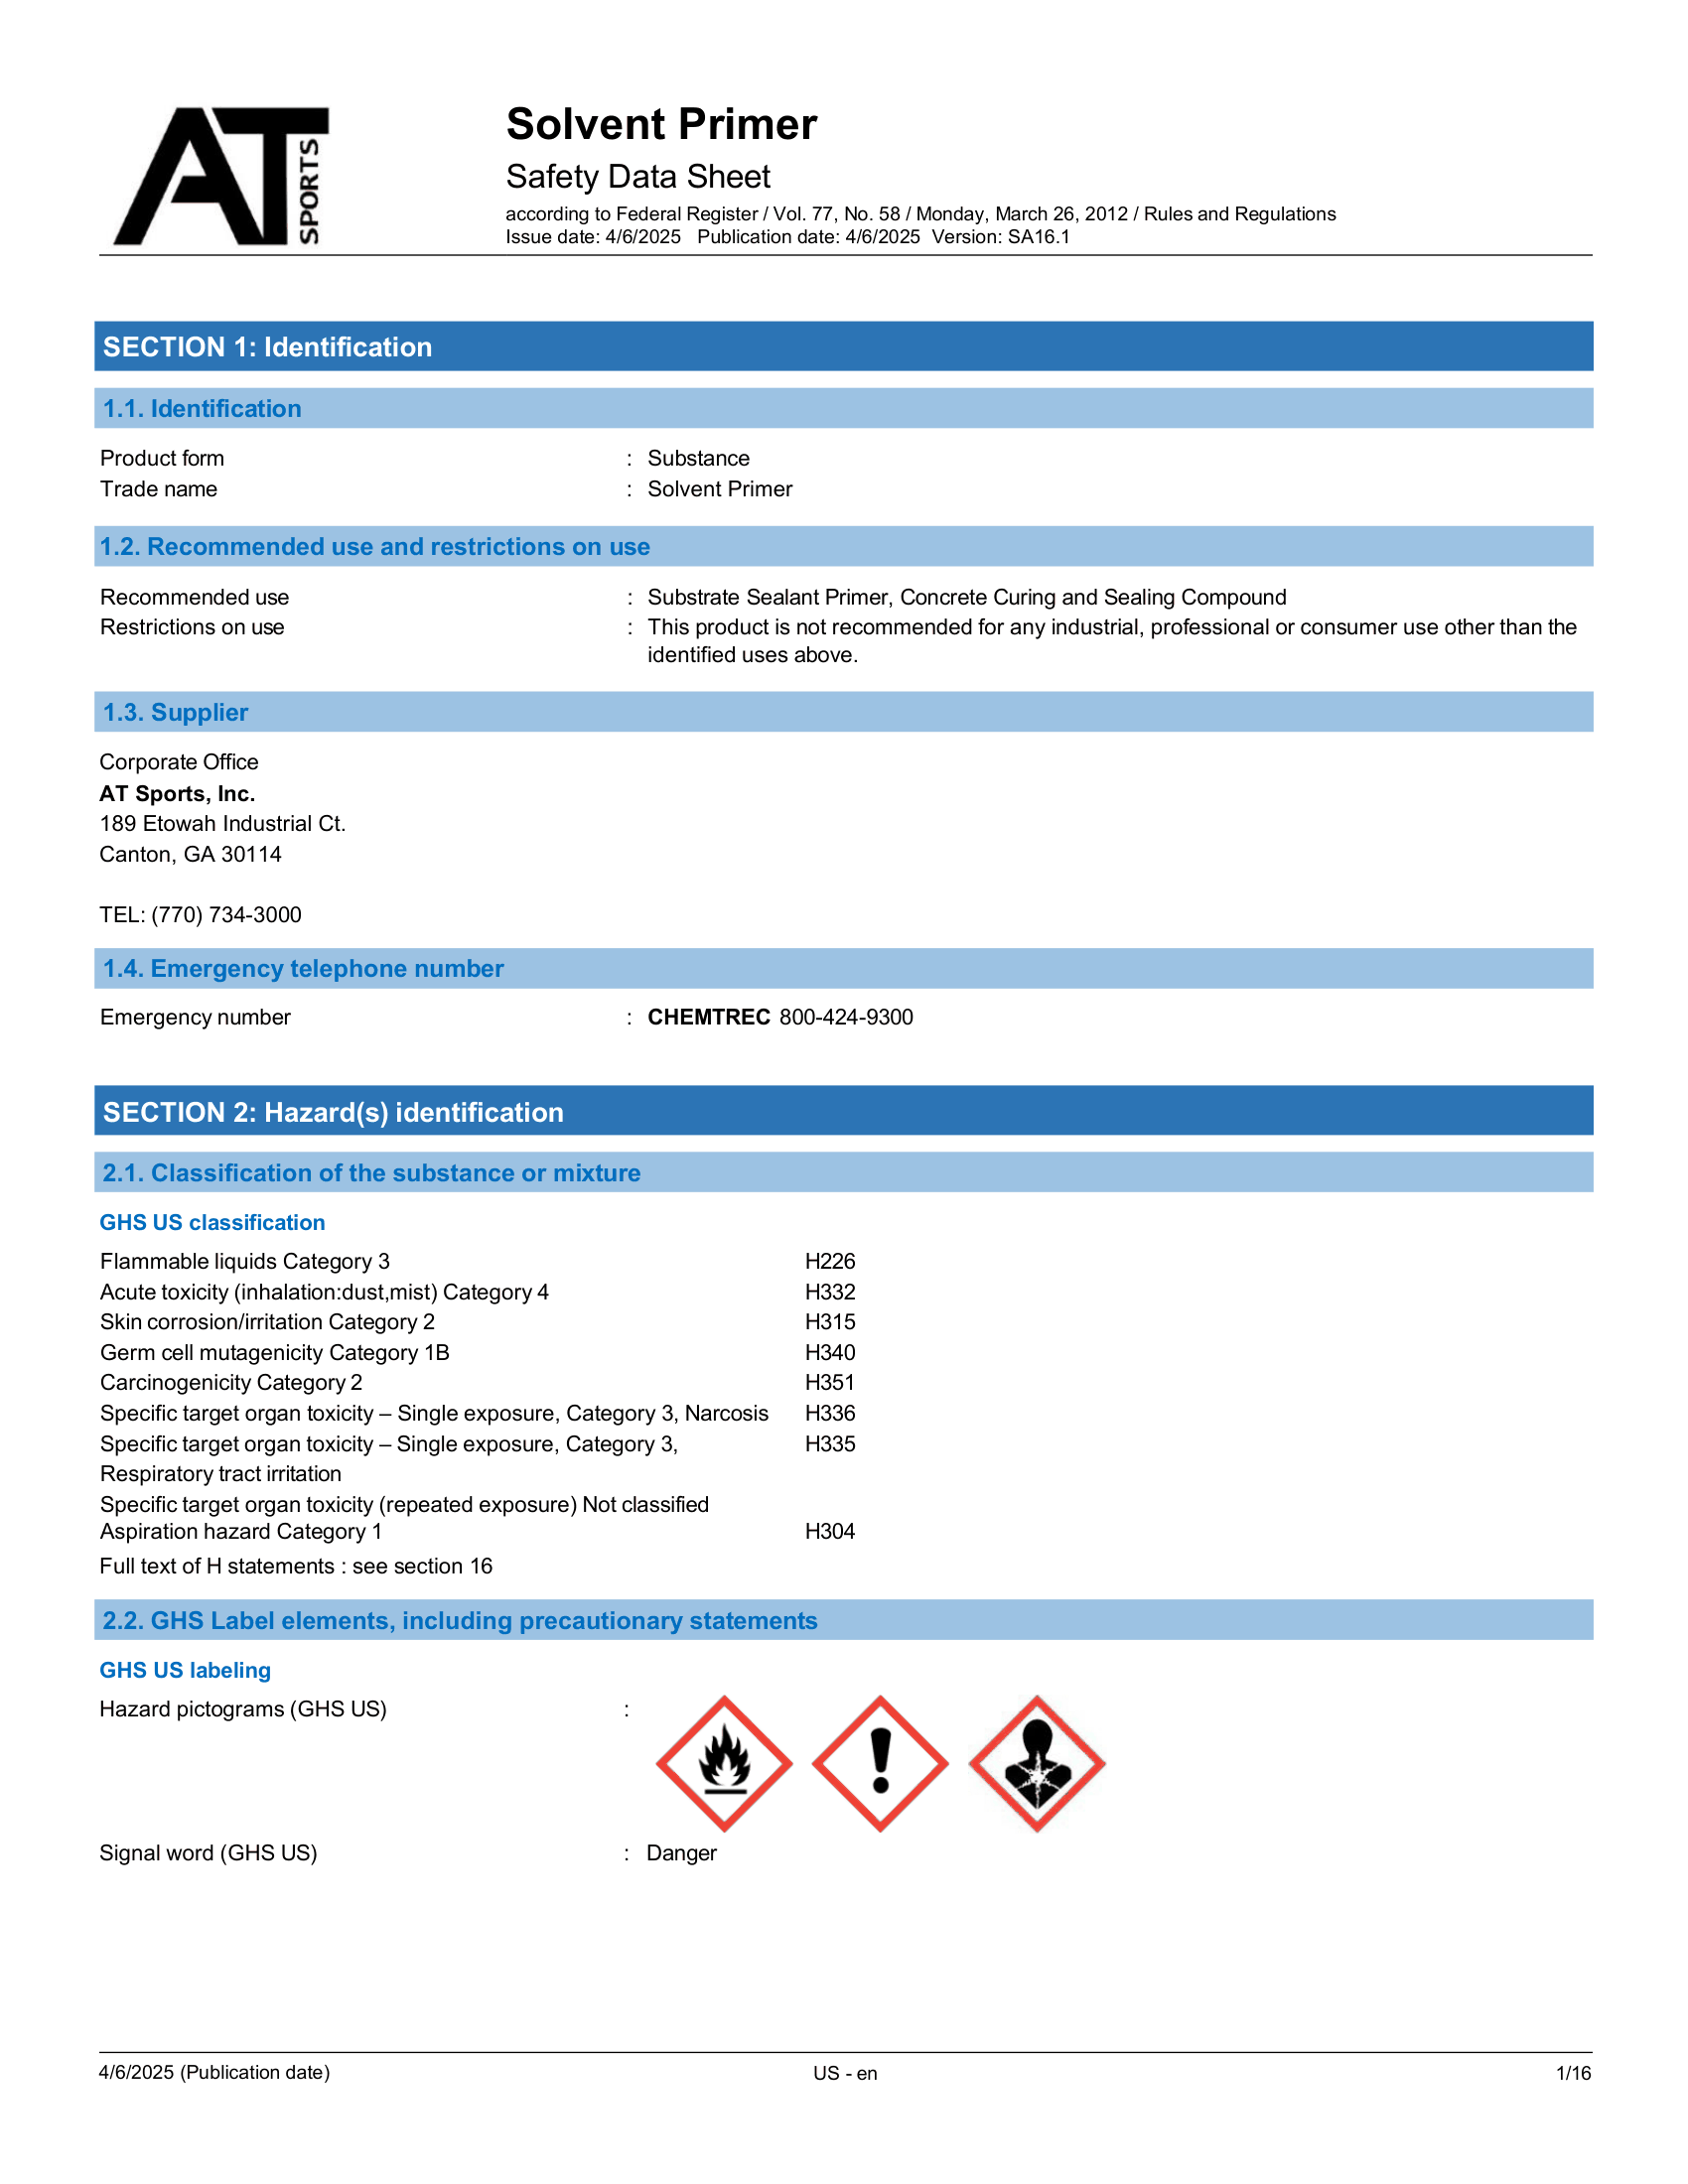 AT SPORTS
Solvent Primer
Safety Data Sheet
according to Federal Register / Vol. 77, No. 58 / Monday, March 26, 2012 / Rules and Regulations
Issue date: 4/6/2025 Publication date: 4/6/2025 Version: SA16.1
SECTION 1: Identification
1.1. Identification
Product form : Substance
Trade name : Solvent Primer
1.2. Recommended use and restrictions on use
Recommended use : Substrate Sealant Primer, Concrete Curing and Sealing Compound
Restrictions on use : This product is not recommended for any industrial, professional or consumer use other than the
identified uses above.
1.3. Supplier
Corporate Office
AT Sports, Inc.
189 Etowah Industrial Ct.
Canton, GA 30114
TEL: (770) 734-3000
1.4. Emergency telephone number
Emergency number : CHEMTREC 800-424-9300
SECTION 2: Hazard(s) identification
2.1. Classification of the substance or mixture
GHS US classification
Flammable liquids Category 3 H226
Acute toxicity (inhalation:dust,mist) Category 4 H332
Skin corrosion/irritation Category 2 H315
Germ cell mutagenicity Category 1B H340
Carcinogenicity Category 2 H351
Specific target organ toxicity – Single exposure, Category 3, Narcosis H336
Specific target organ toxicity – Single exposure, Category 3, H335
Respiratory tract irritation
Specific target organ toxicity (repeated exposure) Not classified
Aspiration hazard Category 1 H304
Full text of H statements : see section 16
2.2. GHS Label elements, including precautionary statements
GHS US labeling
Hazard pictograms (GHS US) :
Signal word (GHS US) : Danger
4/6/2025 (Publication date) US - en 1/16